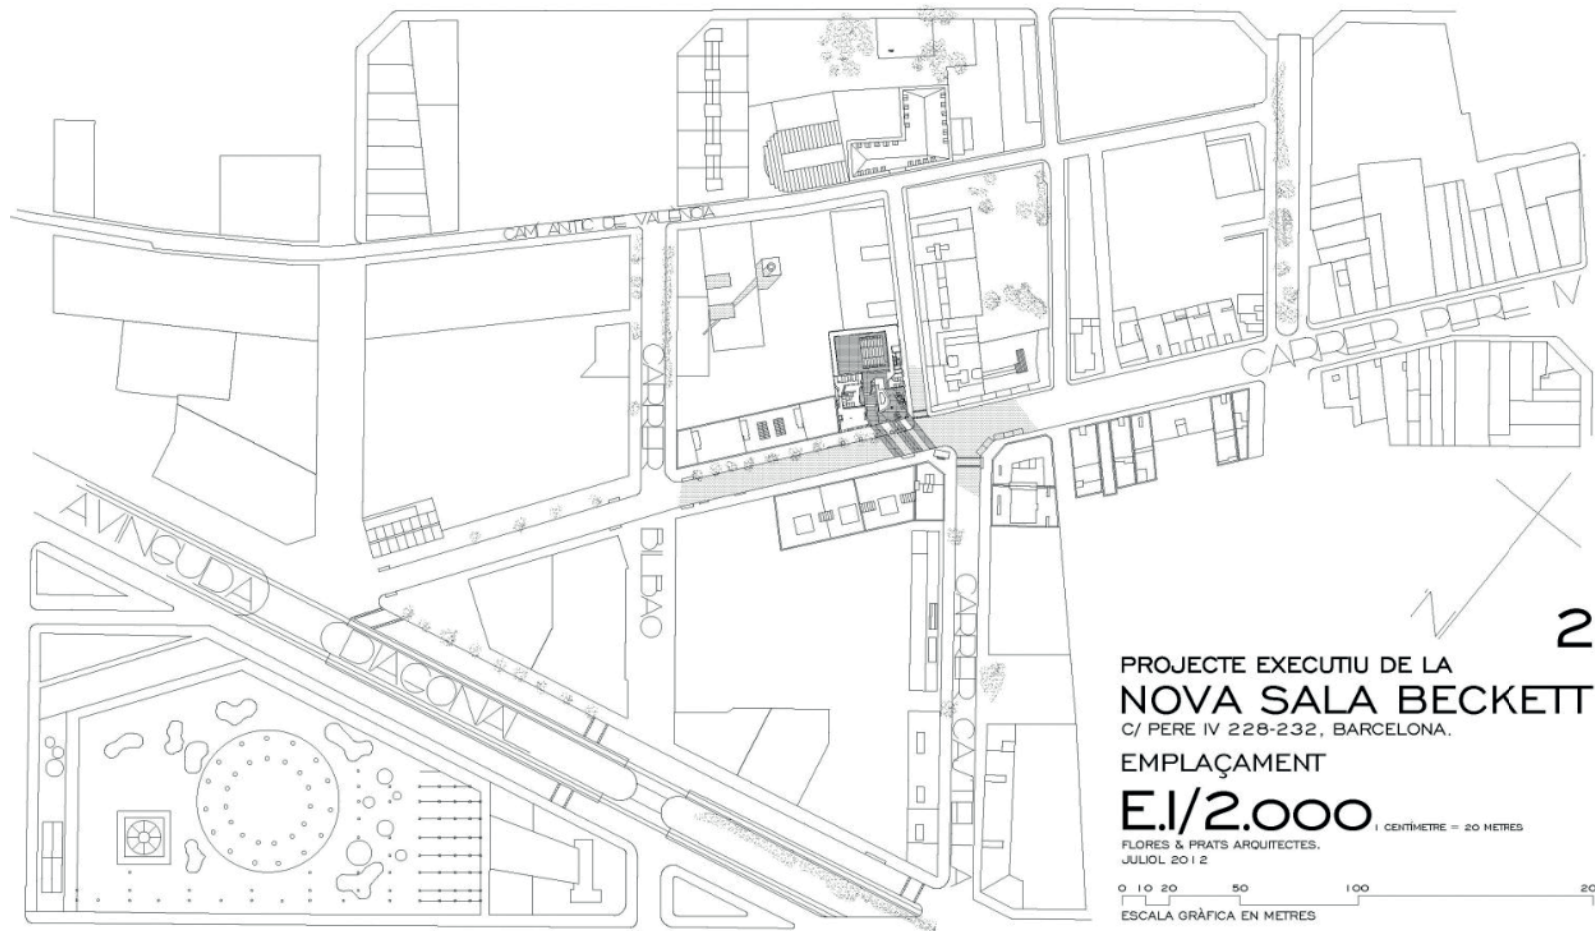 CAMÍ ANTIC DE VALÈNCIA
CARRER PERE IV
CARRER
BILBAO
AVINGUDA
DIAGONAL
CARRER
2
PROJECTE EXECUTIU DE LA
NOVA SALA BECKETT
C/ PERE IV 228-232, BARCELONA.
EMPLAÇAMENT
E.1/2.000 1 CENTÍMETRE = 20 METRES
FLORES & PRATS ARQUITECTES.
JULIOL 2012
0 10 20 50 100 20
ESCALA GRÀFICA EN METRES
N